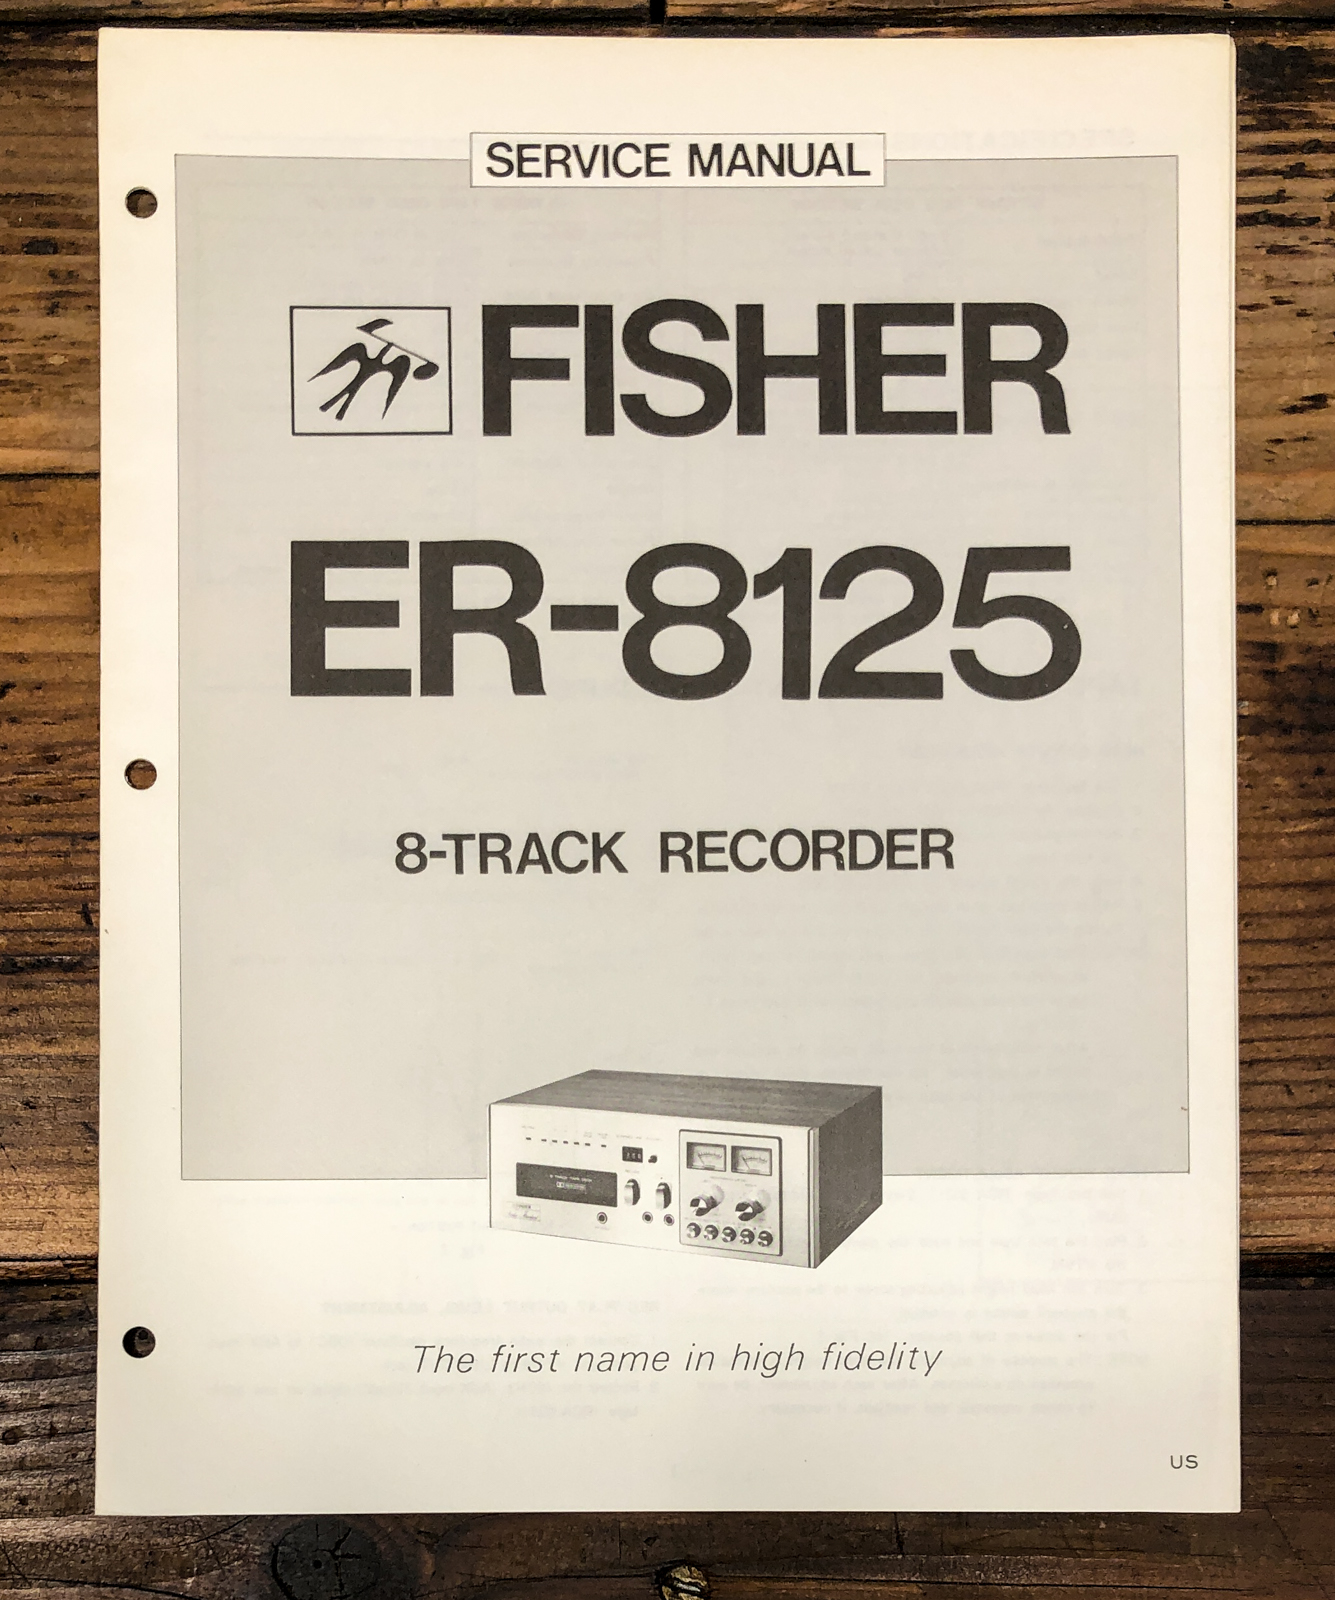 SERVICE MANUAL
FISHER
ER-8125
8-TRACK RECORDER
The first name in high fidelity
US